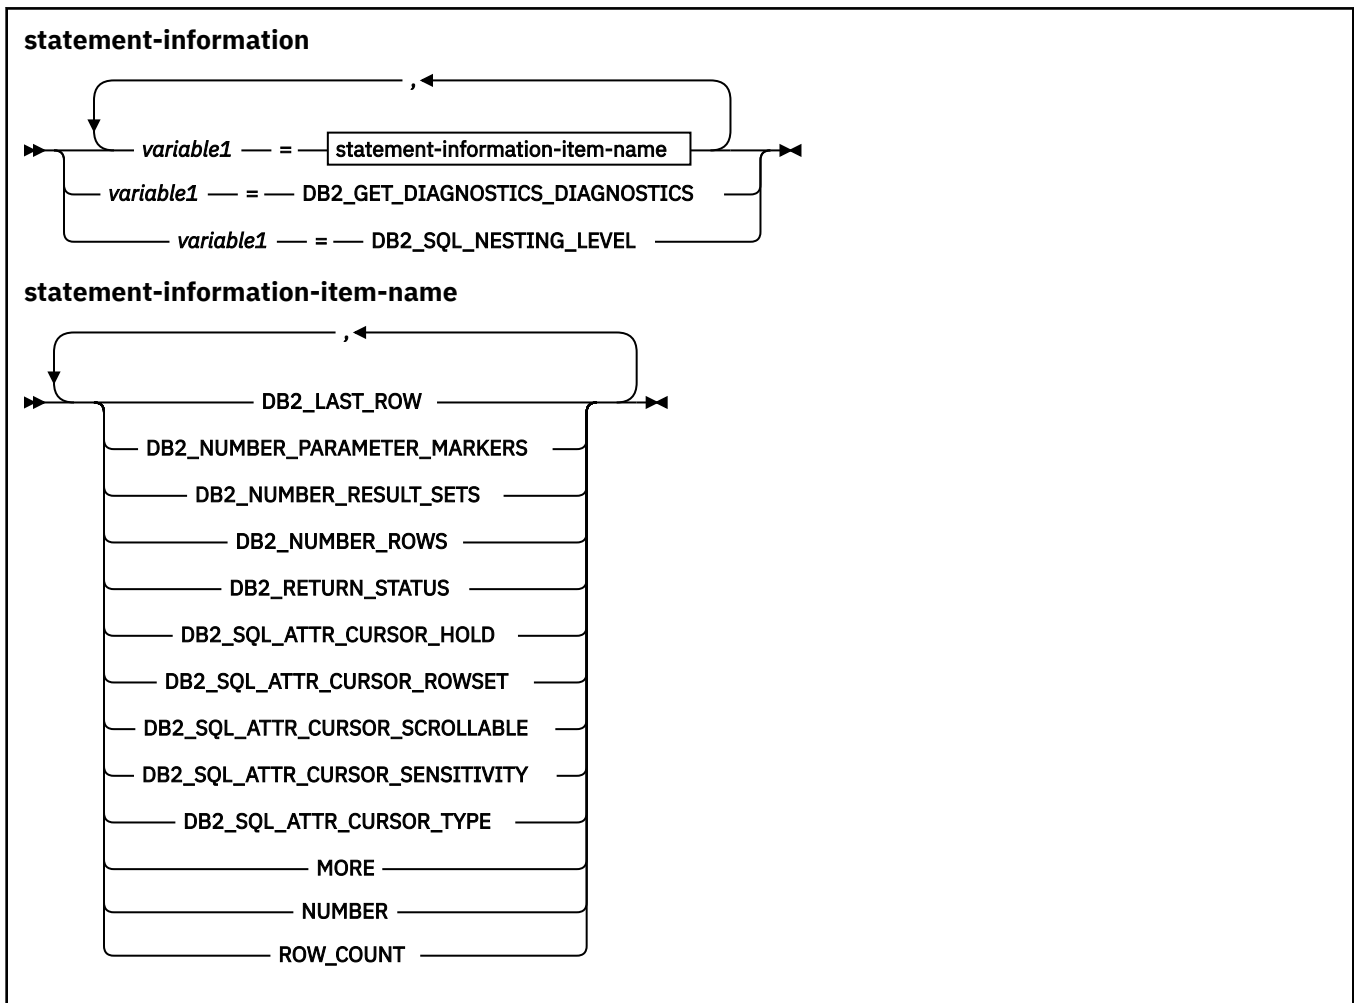 statement-information
,
variable1 = statement-information-item-name
variable1 = DB2_GET_DIAGNOSTICS_DIAGNOSTICS
variable1 = DB2_SQL_NESTING_LEVEL
statement-information-item-name
,
DB2_LAST_ROW
DB2_NUMBER_PARAMETER_MARKERS
DB2_NUMBER_RESULT_SETS
DB2_NUMBER_ROWS
DB2_RETURN_STATUS
DB2_SQL_ATTR_CURSOR_HOLD
DB2_SQL_ATTR_CURSOR_ROWSET
DB2_SQL_ATTR_CURSOR_SCROLLABLE
DB2_SQL_ATTR_CURSOR_SENSITIVITY
DB2_SQL_ATTR_CURSOR_TYPE
MORE
NUMBER
ROW_COUNT